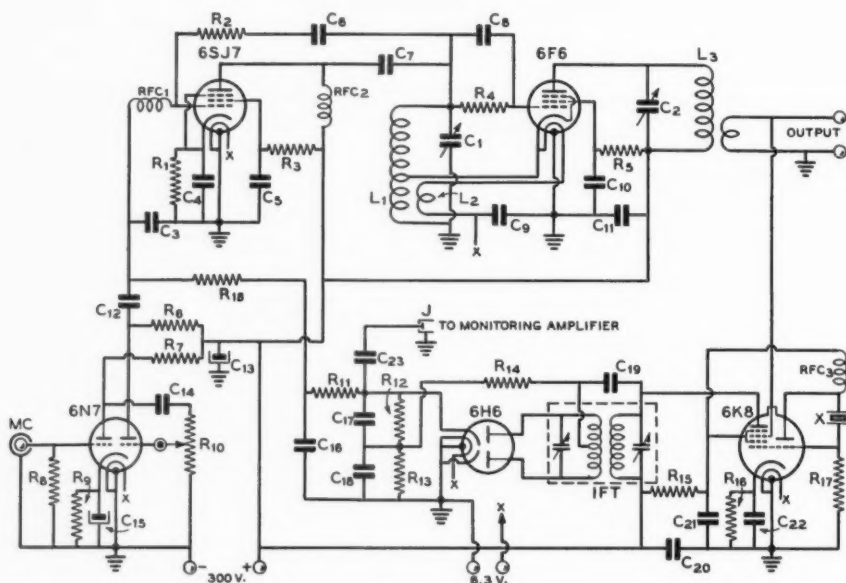 R2
C6
C8
6SJ7
6F6
L3
C7
RFC1
RFC2
R4
C2
C1
OUTPUT
X
R1
R3
R5
C4
C5
C10
L1
L2
C3
C9
C11
X
R18
C12
J
TO MONITORING AMPLIFIER
R6
C23
R7
C13
R14
C19
RFC3
C14
R11
R12
6N7
6H6
6K8
MC
C17
X
R10
C16
C18
R13
X
IFT
R15
R16
R17
R8
R9
X
C15
C21
C22
X
- 300 V. +
6.3 V.
X
C20